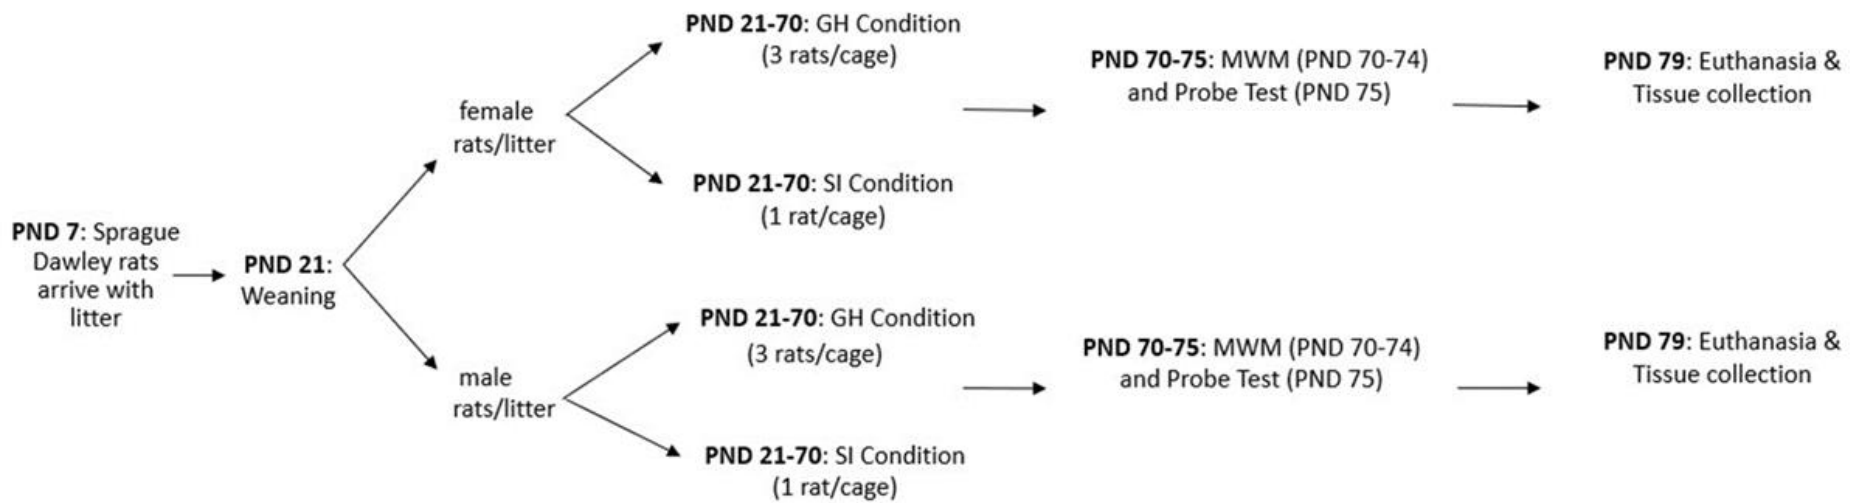 PND 7: Sprague
Dawley rats
arrive with
litter
PND 21:
Weaning
female
rats/litter
PND 21-70: GH Condition
(3 rats/cage)
PND 21-70: SI Condition
(1 rat/cage)
PND 70-75: MWM (PND 70-74)
and Probe Test (PND 75)
PND 79: Euthanasia &
Tissue collection
male
rats/litter
PND 21-70: GH Condition
(3 rats/cage)
PND 21-70: SI Condition
(1 rat/cage)
PND 70-75: MWM (PND 70-74)
and Probe Test (PND 75)
PND 79: Euthanasia &
Tissue collection